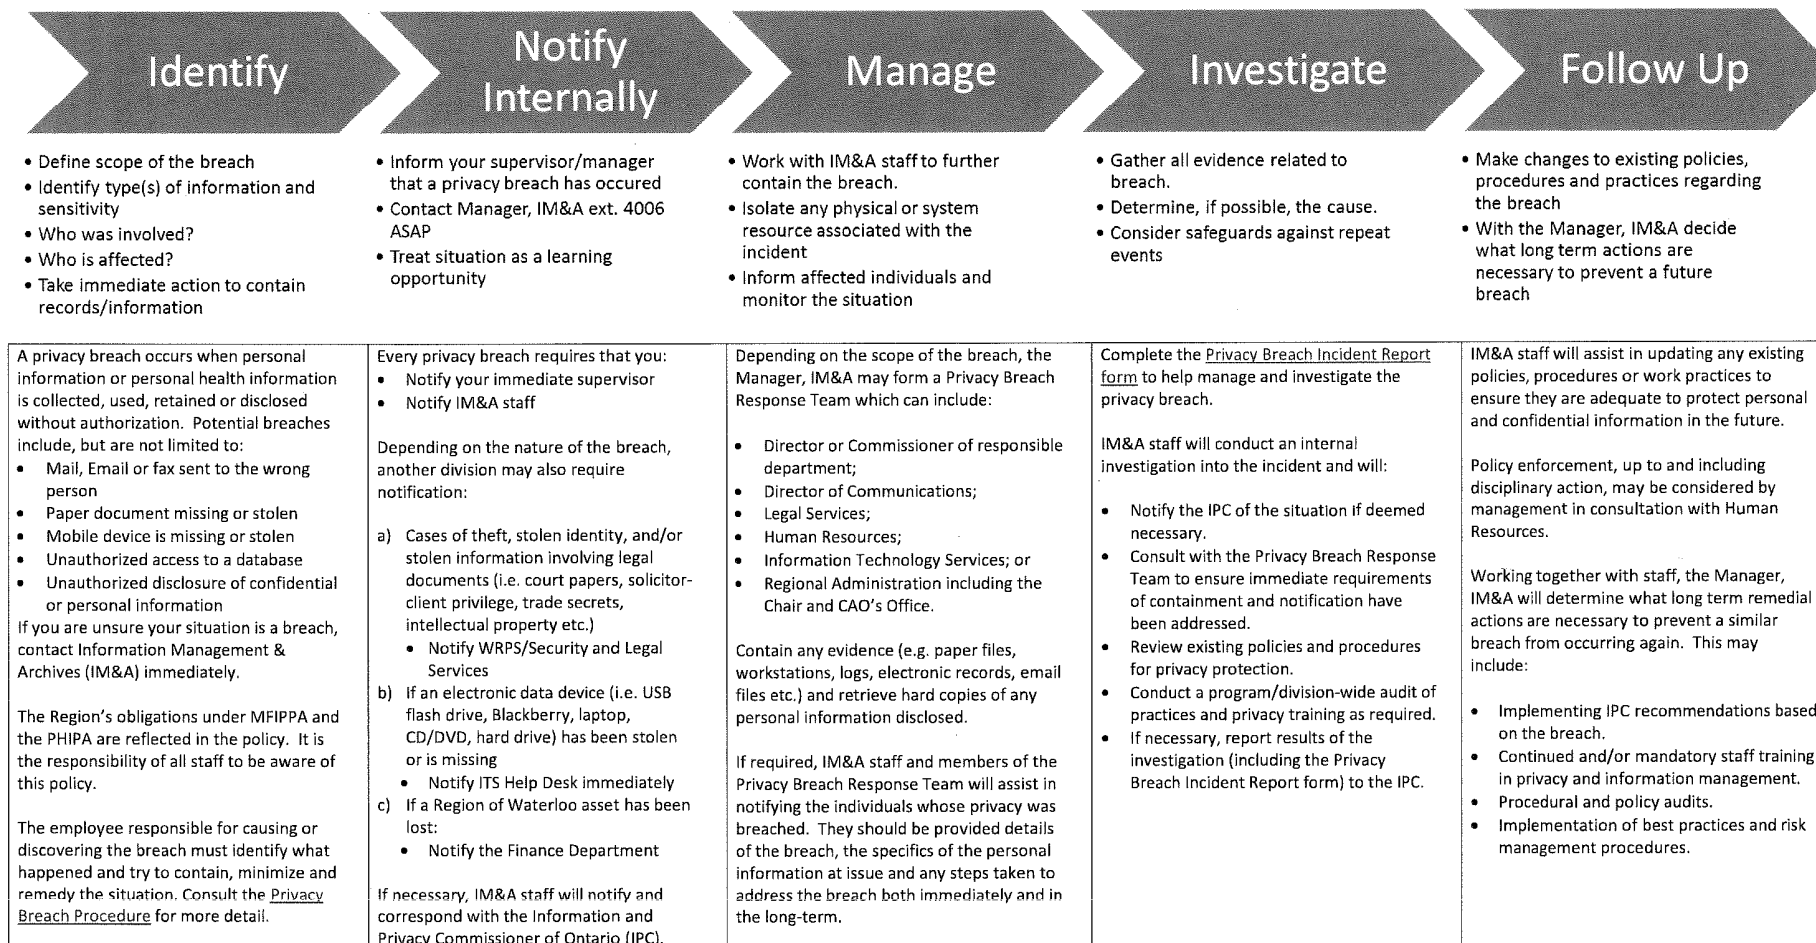 Identify
Notify
Internally
Manage
Investigate
Follow Up
• Define scope of the breach
• Identify type(s) of information and
sensitivity
• Who was involved?
• Who is affected?
• Take immediate action to contain
records/information
• Inform your supervisor/manager
that a privacy breach has occured
• Contact Manager, IM&A ext. 4006
ASAP
• Treat situation as a learning
opportunity
• Work with IM&A staff to further
contain the breach.
• Isolate any physical or system
resource associated with the
incident
• Inform affected individuals and
monitor the situation
• Gather all evidence related to
breach.
• Determine, if possible, the cause.
• Consider safeguards against repeat
events
• Make changes to existing policies,
procedures and practices regarding
the breach
• With the Manager, IM&A decide
what long term actions are
necessary to prevent a future
breach
A privacy breach occurs when personal
information or personal health information
is collected, used, retained or disclosed
without authorization. Potential breaches
include, but are not limited to:
• Mail, Email or fax sent to the wrong
person
• Paper document missing or stolen
• Mobile device is missing or stolen
• Unauthorized access to a database
• Unauthorized disclosure of confidential
or personal information
If you are unsure your situation is a breach,
contact Information Management &
Archives (IM&A) immediately.
The Region's obligations under MFIPPA and
the PHIPA are reflected in the policy. It is
the responsibility of all staff to be aware of
this policy.
The employee responsible for causing or
discovering the breach must identify what
happened and try to contain, minimize and
remedy the situation. Consult the Privacy
Breach Procedure for more detail.
Every privacy breach requires that you:
• Notify your immediate supervisor
• Notify IM&A staff
Depending on the nature of the breach,
another division may also require
notification:
a) Cases of theft, stolen identity, and/or
stolen information involving legal
documents (i.e. court papers, solicitor-
client privilege, trade secrets,
intellectual property etc.)
• Notify WRPS/Security and Legal
Services
b) If an electronic data device (i.e. USB
flash drive, Blackberry, laptop,
CD/DVD, hard drive) has been stolen
or is missing
• Notify ITS Help Desk immediately
c) If a Region of Waterloo asset has been
lost:
• Notify the Finance Department
If necessary, IM&A staff will notify and
correspond with the Information and
Privacy Commissioner of Ontario (IPC).
Depending on the scope of the breach, the
Manager, IM&A may form a Privacy Breach
Response Team which can include:
• Director or Commissioner of responsible
department;
• Director of Communications;
• Legal Services;
• Human Resources;
• Information Technology Services; or
• Regional Administration including the
Chair and CAO's Office.
Contain any evidence (e.g. paper files,
workstations, logs, electronic records, email
files etc.) and retrieve hard copies of any
personal information disclosed.
If required, IM&A staff and members of the
Privacy Breach Response Team will assist in
notifying the individuals whose privacy was
breached. They should be provided details
of the breach, the specifics of the personal
information at issue and any steps taken to
address the breach both immediately and in
the long-term.
Complete the Privacy Breach Incident Report
form to help manage and investigate the
privacy breach.
IM&A staff will conduct an internal
investigation into the incident and will:
• Notify the IPC of the situation if deemed
necessary.
• Consult with the Privacy Breach Response
Team to ensure immediate requirements
of containment and notification have
been addressed.
• Review existing policies and procedures
for privacy protection.
• Conduct a program/division-wide audit of
practices and privacy training as required.
• If necessary, report results of the
investigation (including the Privacy
Breach Incident Report form) to the IPC.
IM&A staff will assist in updating any existing
policies, procedures or work practices to
ensure they are adequate to protect personal
and confidential information in the future.
Policy enforcement, up to and including
disciplinary action, may be considered by
management in consultation with Human
Resources.
Working together with staff, the Manager,
IM&A will determine what long term remedial
actions are necessary to prevent a similar
breach from occurring again. This may
include:
• Implementing IPC recommendations based
on the breach.
• Continued and/or mandatory staff training
in privacy and information management.
• Procedural and policy audits.
• Implementation of best practices and risk
management procedures.